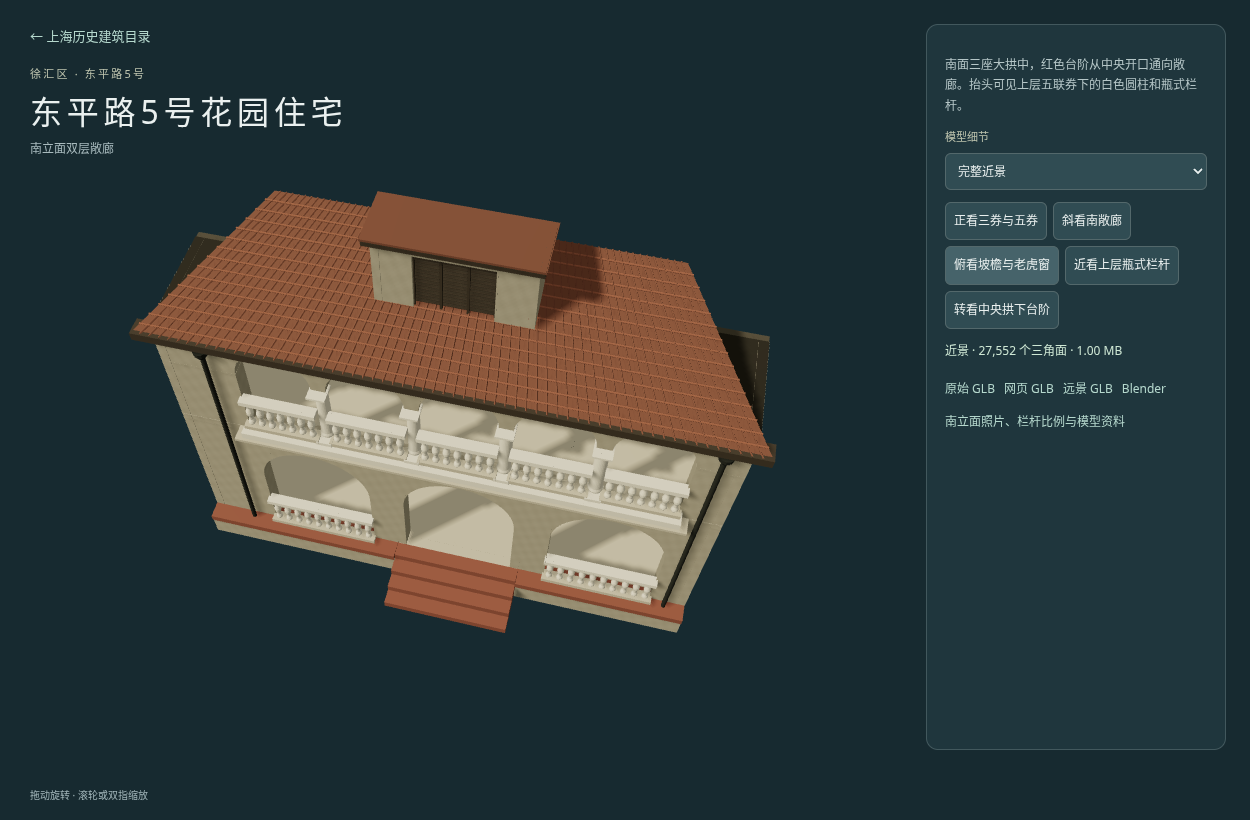 ← 上海历史建筑目录
徐汇区 · 东平路5号
东平路5号花园住宅
南立面双层敞廊
南面三座大拱中，红色台阶从中央开口通向敞
廊。抬头可见上层五联券下的白色圆柱和瓶式栏
杆。
模型细节
完整近景
正看三券与五券
斜看南敞廊
俯看坡檐与老虎窗
近看上层瓶式栏杆
转看中央拱下台阶
近景 · 27,552 个三角面 · 1.00 MB
原始 GLB 网页 GLB 远景 GLB Blender
南立面照片、栏杆比例与模型资料
拖动旋转 · 滚轮或双指缩放